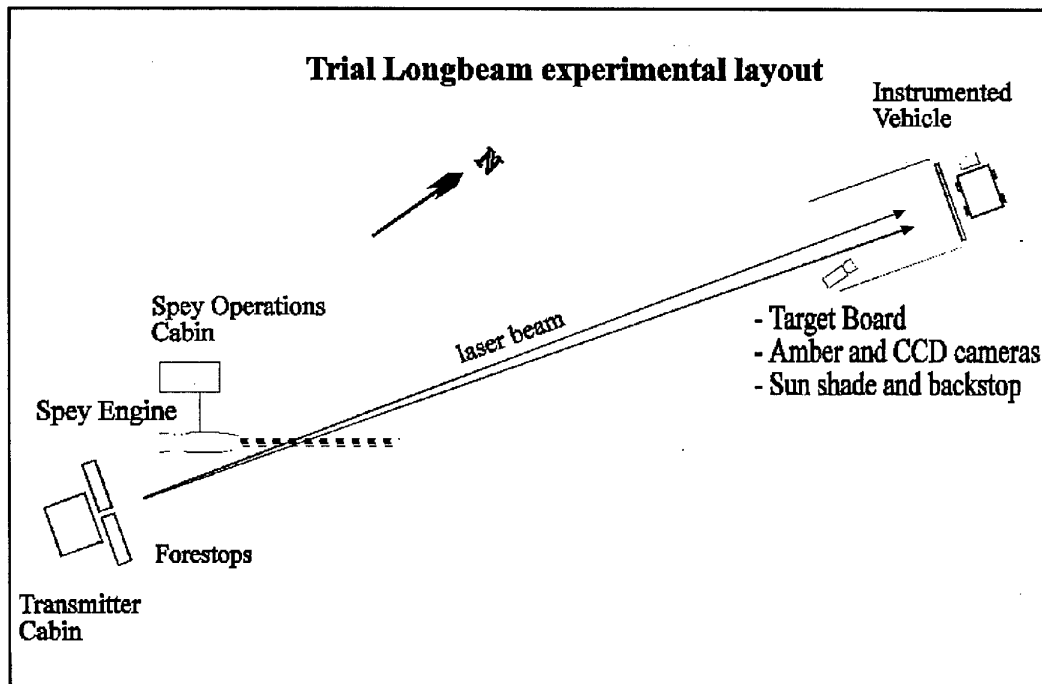 Trial Longbeam experimental layout
Instrumented
Vehicle
N
Spey Operations
Cabin
laser beam
- Target Board
- Amber and CCD cameras
- Sun shade and backstop
Spey Engine
Forestops
Transmitter
Cabin